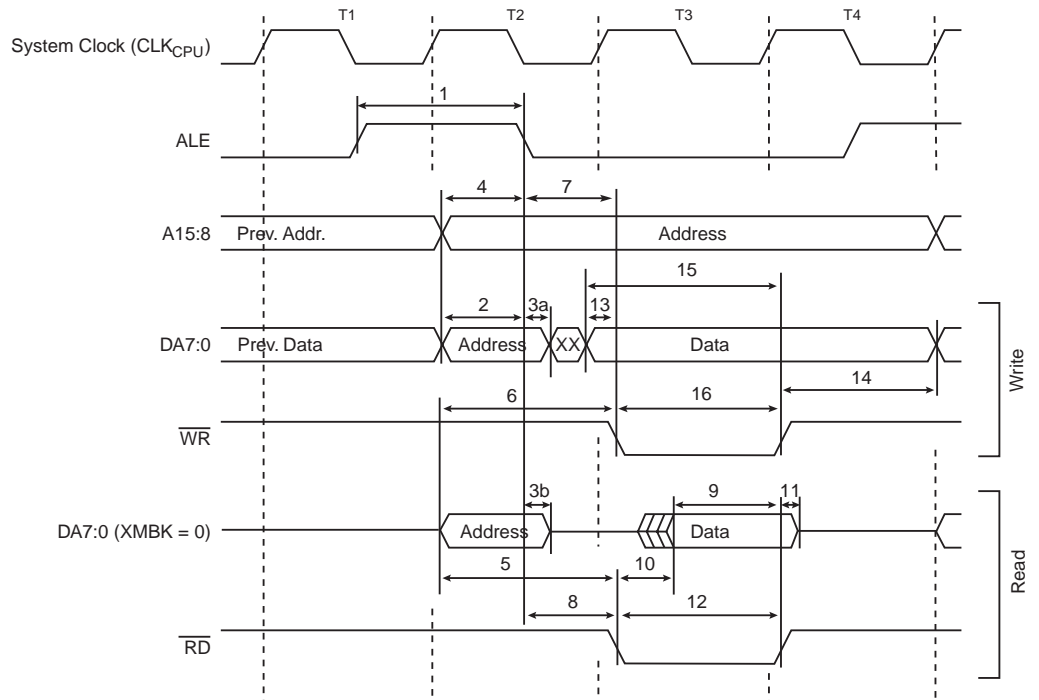 T1 T2 T3 T4
System Clock (CLKCPU)
1
ALE
4 7
A15:8 Prev. Addr. Address
15
2 3a 13
DA7:0 Prev. Data Address XX Data
14
6 16
WR
Write
3b 9 11
DA7:0 (XMBK = 0) Address Data
5 10
8 12
RD
Read